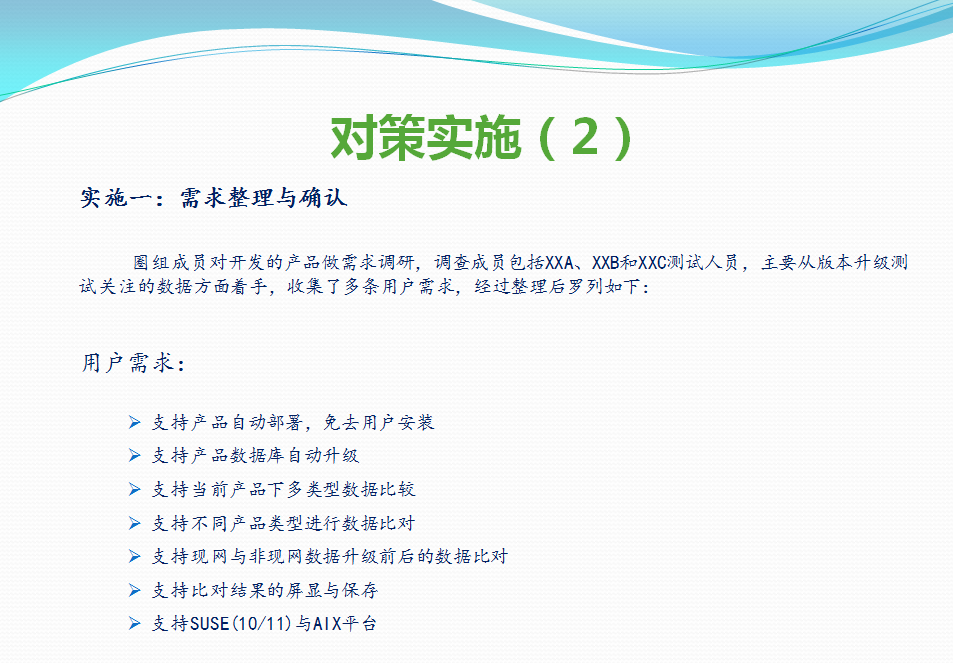 对策实施（2）
实施一：需求整理与确认
圈组成员对开发的产品做需求调研，调查成员包括XXA、XXB和XXC测试人员，主要从版本升级测
试关注的数据方面着手，收集了多条用户需求，经过整理后罗列如下：
用户需求：
支持产品自动部署，免去用户安装
支持产品数据库自动升级
支持当前产品下多类型数据比较
支持不同产品类型进行数据比对
支持现网与非现网数据升级前后的数据比对
支持比对结果的屏显与保存
支持SUSE(10/11)与AIX平台